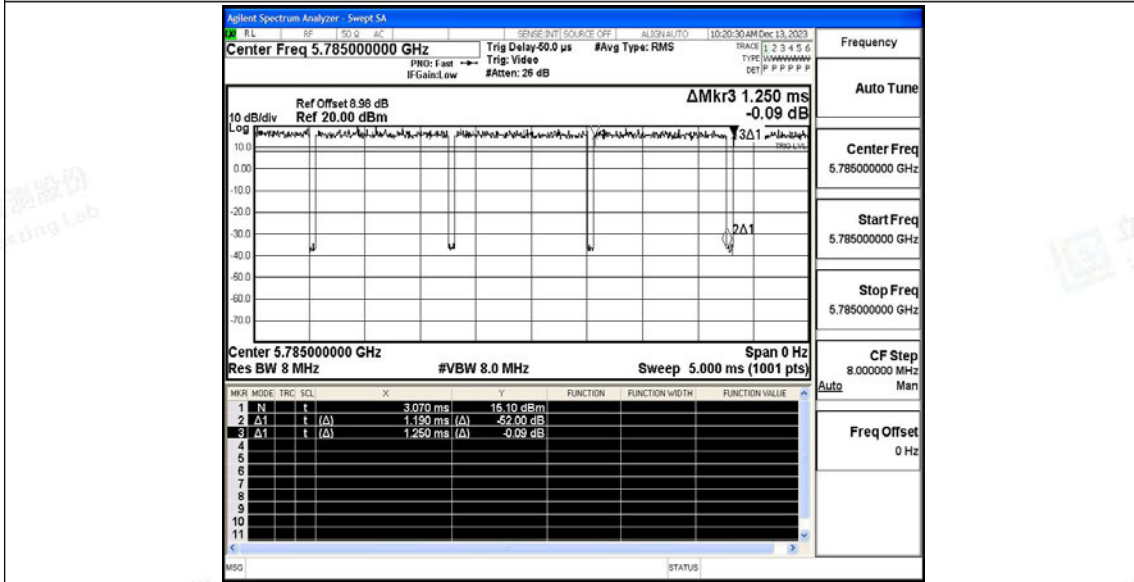 Agilent Spectrum Analyzer - Swept SA
RL RF 50 Ω AC SENSE:INT SOURCE OFF ALIGN AUTO 10:20:30 AM Dec 13, 2023
Center Freq 5.785000000 GHz
PNO: Fast
IFGain:Low
Trig Delay-50.0 µs
Trig: Video
#Atten: 26 dB
#Avg Type: RMS
TRACE 1 2 3 4 5 6
TYPE WWWWWWW
DET P P P P P P
Frequency
Auto Tune
Center Freq
5.785000000 GHz
Start Freq
5.785000000 GHz
Stop Freq
5.785000000 GHz
CF Step
8.000000 MHz
Auto Man
Freq Offset
0 Hz
ΔMkr3 1.250 ms
-0.09 dB
Ref Offset 8.98 dB
10 dB/div Ref 20.00 dBm
Log
10.0
0.00
-10.0
-20.0
-30.0
-40.0
-50.0
-60.0
-70.0
3Δ1
TRIG LVL
2Δ1
Center 5.785000000 GHz Span 0 Hz
Res BW 8 MHz #VBW 8.0 MHz Sweep 5.000 ms (1001 pts)
MKR MODE TRC SCL X Y FUNCTION FUNCTION WIDTH FUNCTION VALUE
1 N t 3.070 ms 15.10 dBm
2 Δ1 t (Δ) 1.190 ms (Δ) -52.00 dB
3 Δ1 t (Δ) 1.250 ms (Δ) -0.09 dB
4
5
6
7
8
9
10
11
MSG STATUS